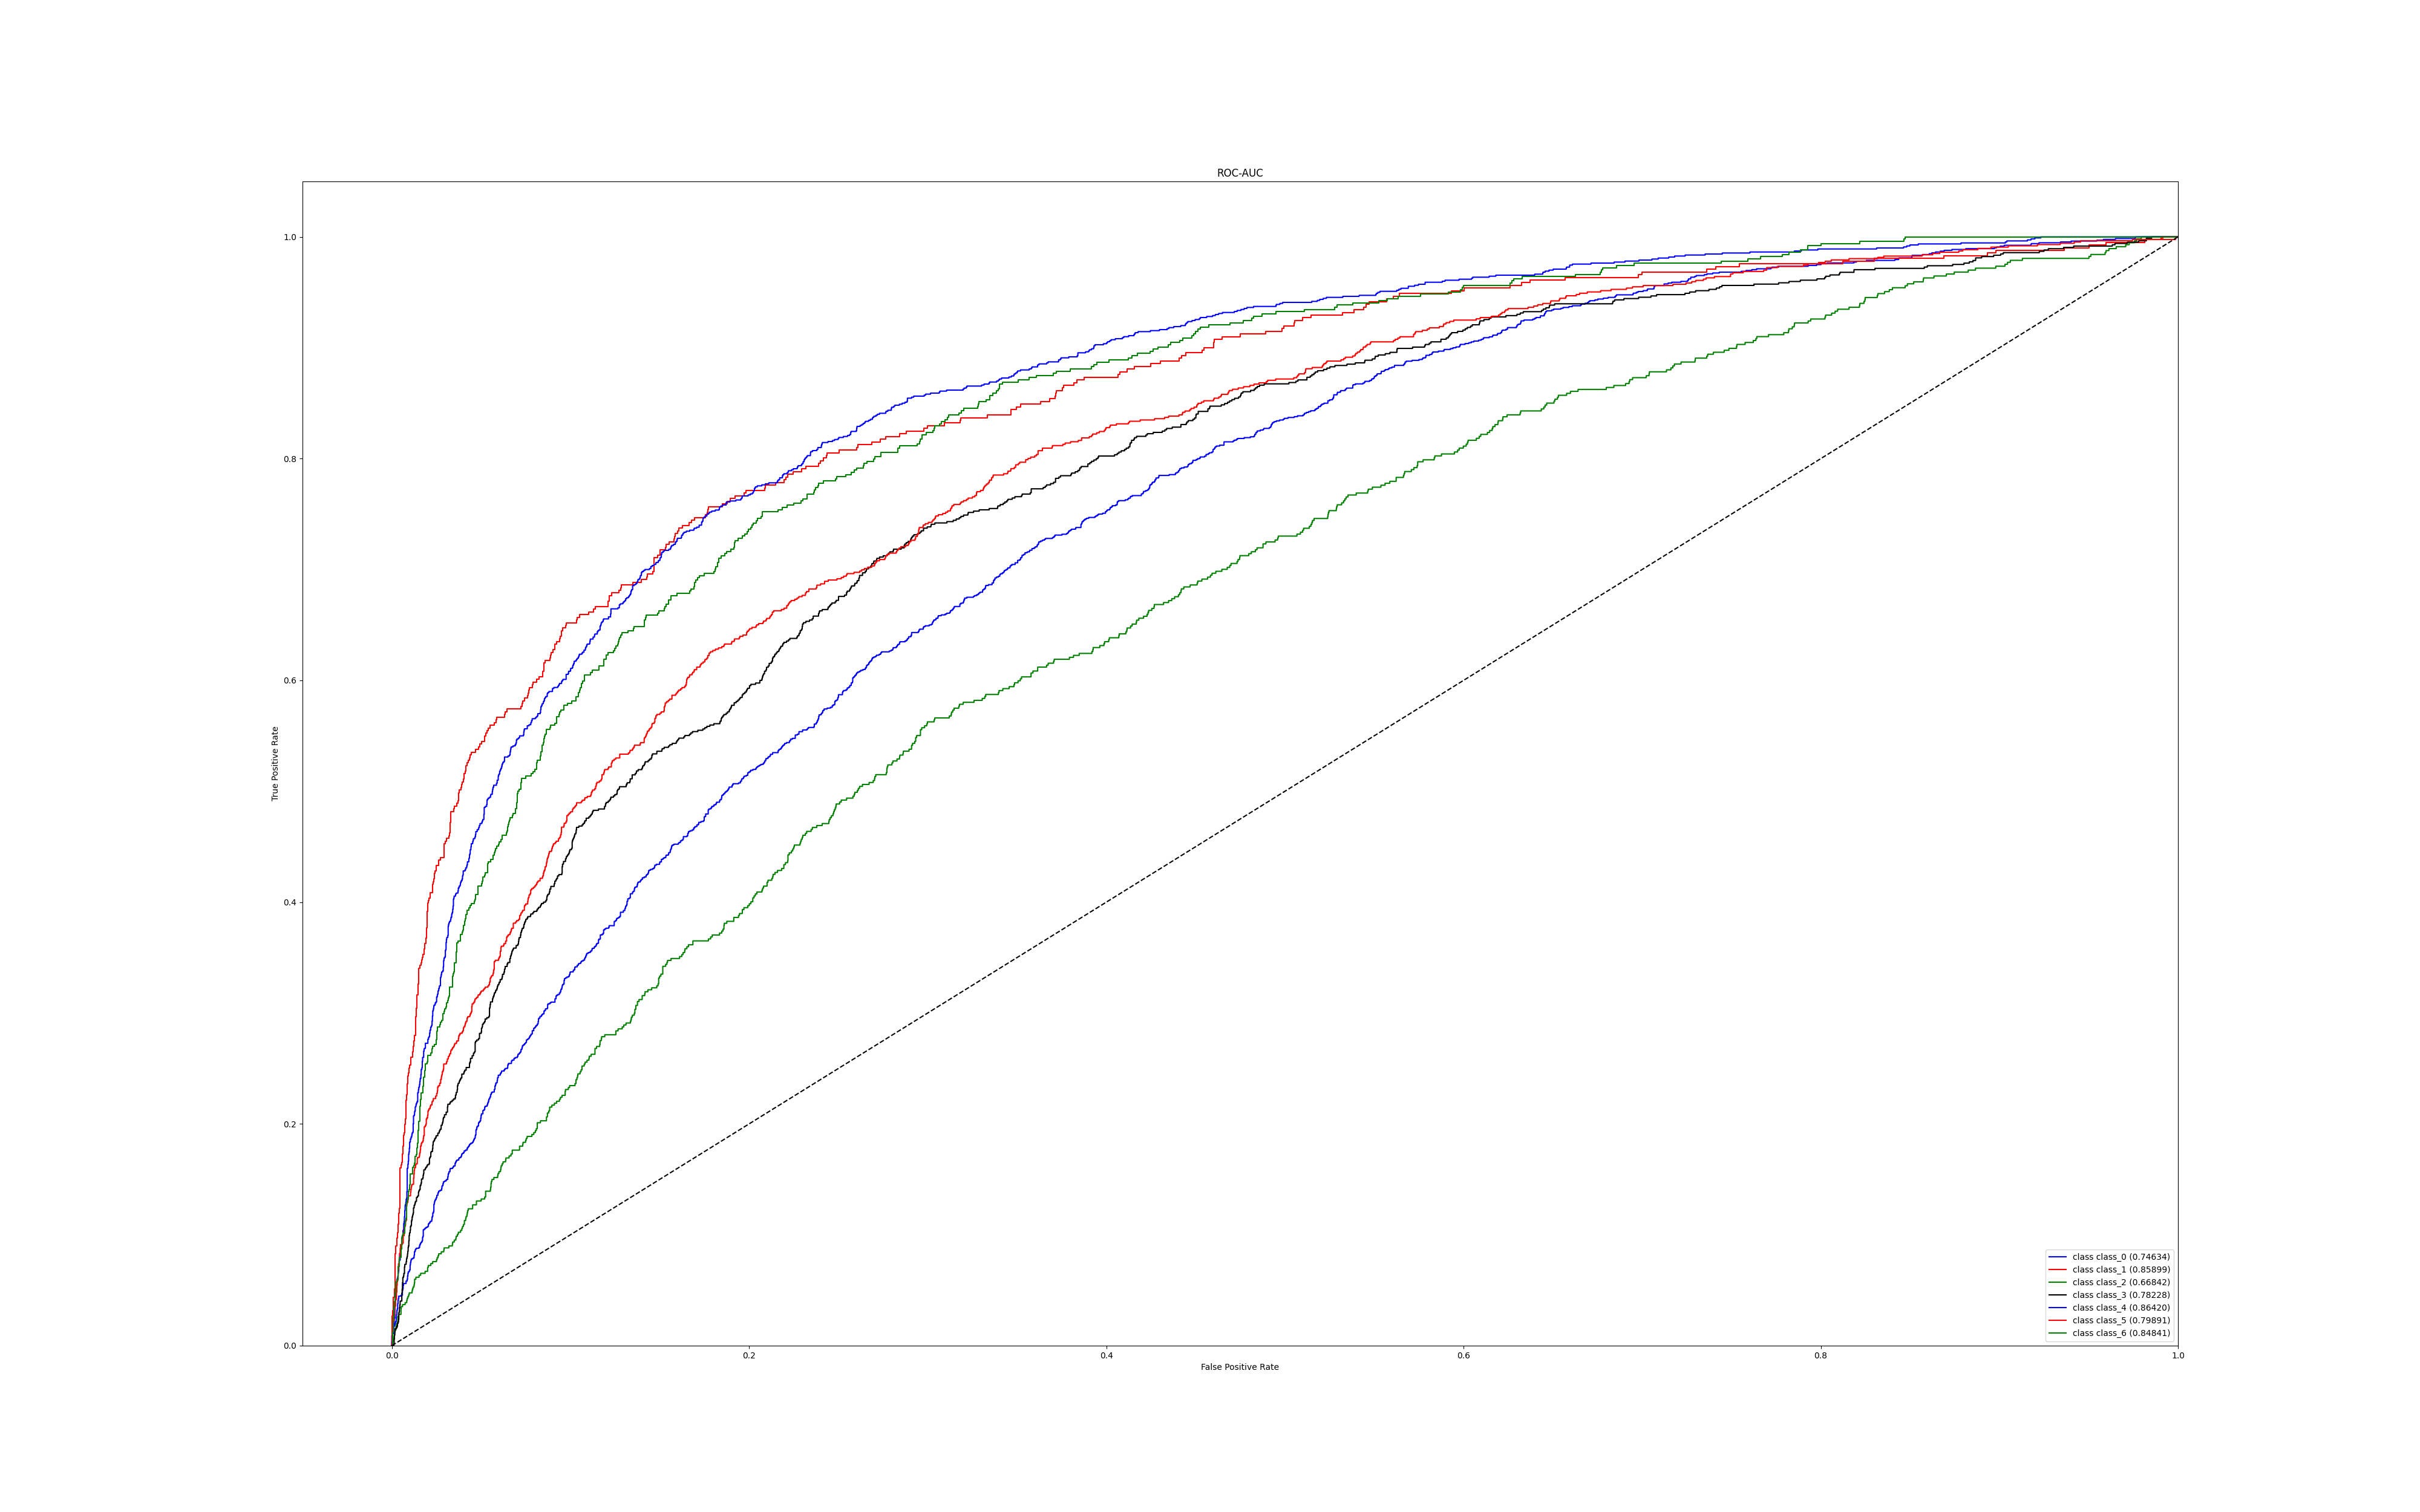 ROC-AUC
1.0
0.8
0.6
0.4
0.2
0.0
True Positive Rate
0.0 0.2 0.4 0.6 0.8 1.0
False Positive Rate
class class_0 (0.74634)
class class_1 (0.85899)
class class_2 (0.66842)
class class_3 (0.78228)
class class_4 (0.86420)
class class_5 (0.79891)
class class_6 (0.84841)